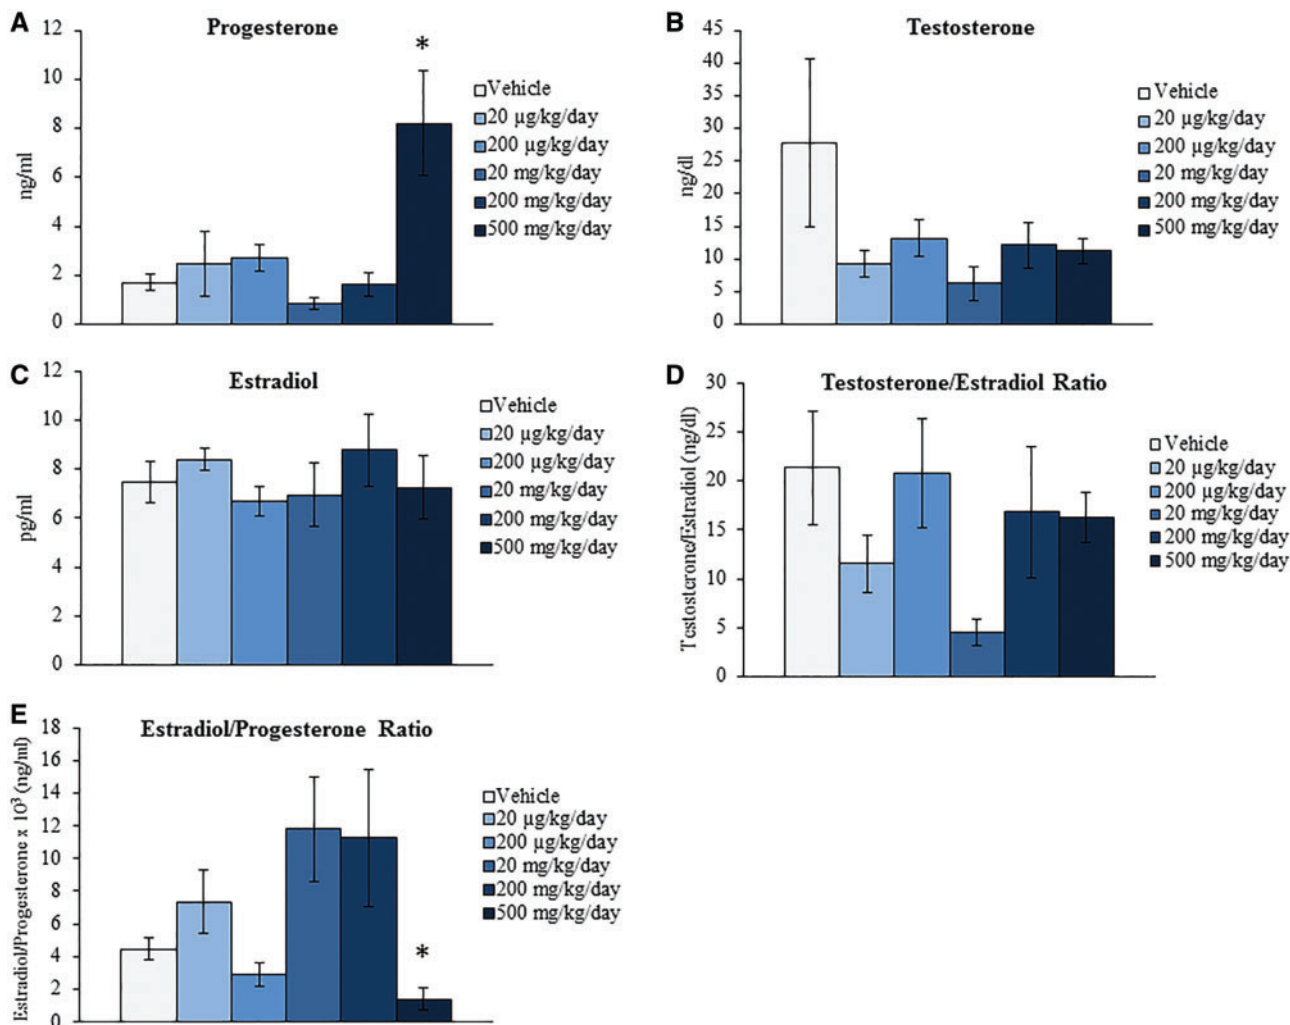 A
Progesterone
12
10
8
6
4
2
0
ng/ml
*
Vehicle
20 µg/kg/day
200 µg/kg/day
20 mg/kg/day
200 mg/kg/day
500 mg/kg/day
B
Testosterone
45
40
35
30
25
20
15
10
5
0
ng/dl
Vehicle
20 µg/kg/day
200 µg/kg/day
20 mg/kg/day
200 mg/kg/day
500 mg/kg/day
C
Estradiol
12
10
8
6
4
2
0
pg/ml
Vehicle
20 µg/kg/day
200 µg/kg/day
20 mg/kg/day
200 mg/kg/day
500 mg/kg/day
D
Testosterone/Estradiol Ratio
30
25
20
15
10
5
0
Testosterone/Estradiol (ng/dl)
Vehicle
20 µg/kg/day
200 µg/kg/day
20 mg/kg/day
200 mg/kg/day
500 mg/kg/day
E
Estradiol/Progesterone Ratio
18
16
14
12
10
8
6
4
2
0
Estradiol/Progesterone x 10³ (ng/ml)
*
Vehicle
20 µg/kg/day
200 µg/kg/day
20 mg/kg/day
200 mg/kg/day
500 mg/kg/day